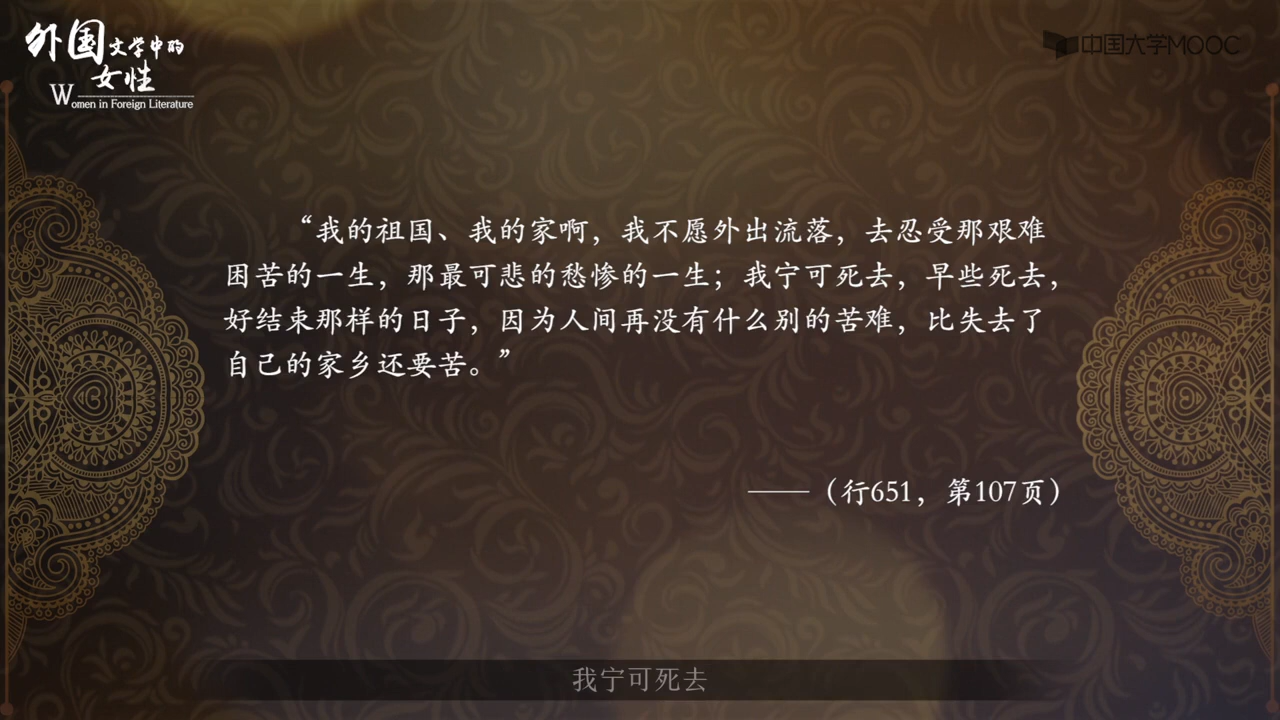 外国文学中的
女性
Women in Foreign Literature
中国大学MOOC
“我的祖国、我的家啊，我不愿外出流落，去忍受那艰难
困苦的一生，那最可悲的愁惨的一生；我宁可死去，早些死去，
好结束那样的日子，因为人间再没有什么别的苦难，比失去了
自己的家乡还要苦。”
——（行651，第107页）
我宁可死去